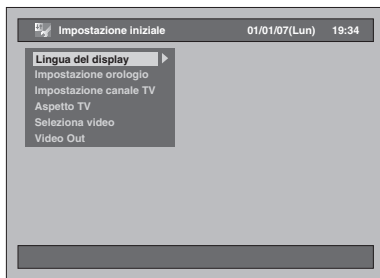 Impostazione iniziale 01/01/07(Lun) 19:34
Lingua del display
Impostazione orologio
Impostazione canale TV
Aspetto TV
Seleziona video
Video Out